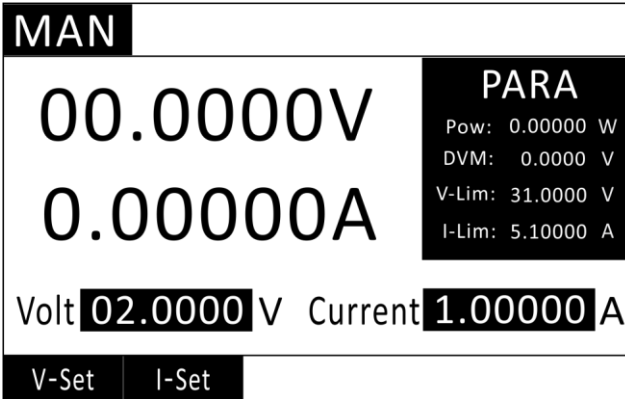 MAN
00.0000V
0.00000A
PARA
Pow: 0.00000 W
DVM: 0.0000 V
V-Lim: 31.0000 V
I-Lim: 5.10000 A
Volt 02.0000 V Current 1.00000 A
V-Set I-Set